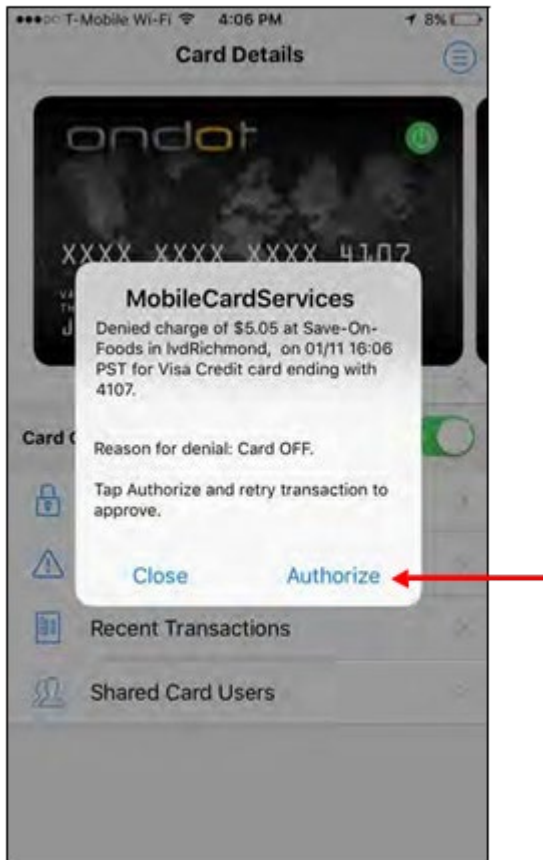 T-Mobile Wi-Fi 4:06 PM 8%
Card Details
ondot
XXXX XXXX XXXX 4107
MobileCardServices
Denied charge of $5.05 at Save-On-
Foods in IvdRichmond, on 01/11 16:06
PST for Visa Credit card ending with
4107.
Reason for denial: Card OFF.
Tap Authorize and retry transaction to
approve.
Card
Close Authorize
Recent Transactions
Shared Card Users